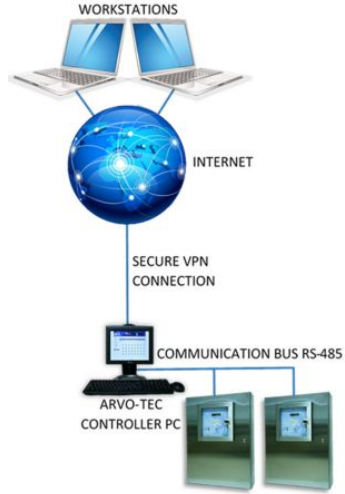 WORKSTATIONS
INTERNET
SECURE VPN
CONNECTION
COMMUNICATION BUS RS-485
ARVO-TEC
CONTROLLER PC